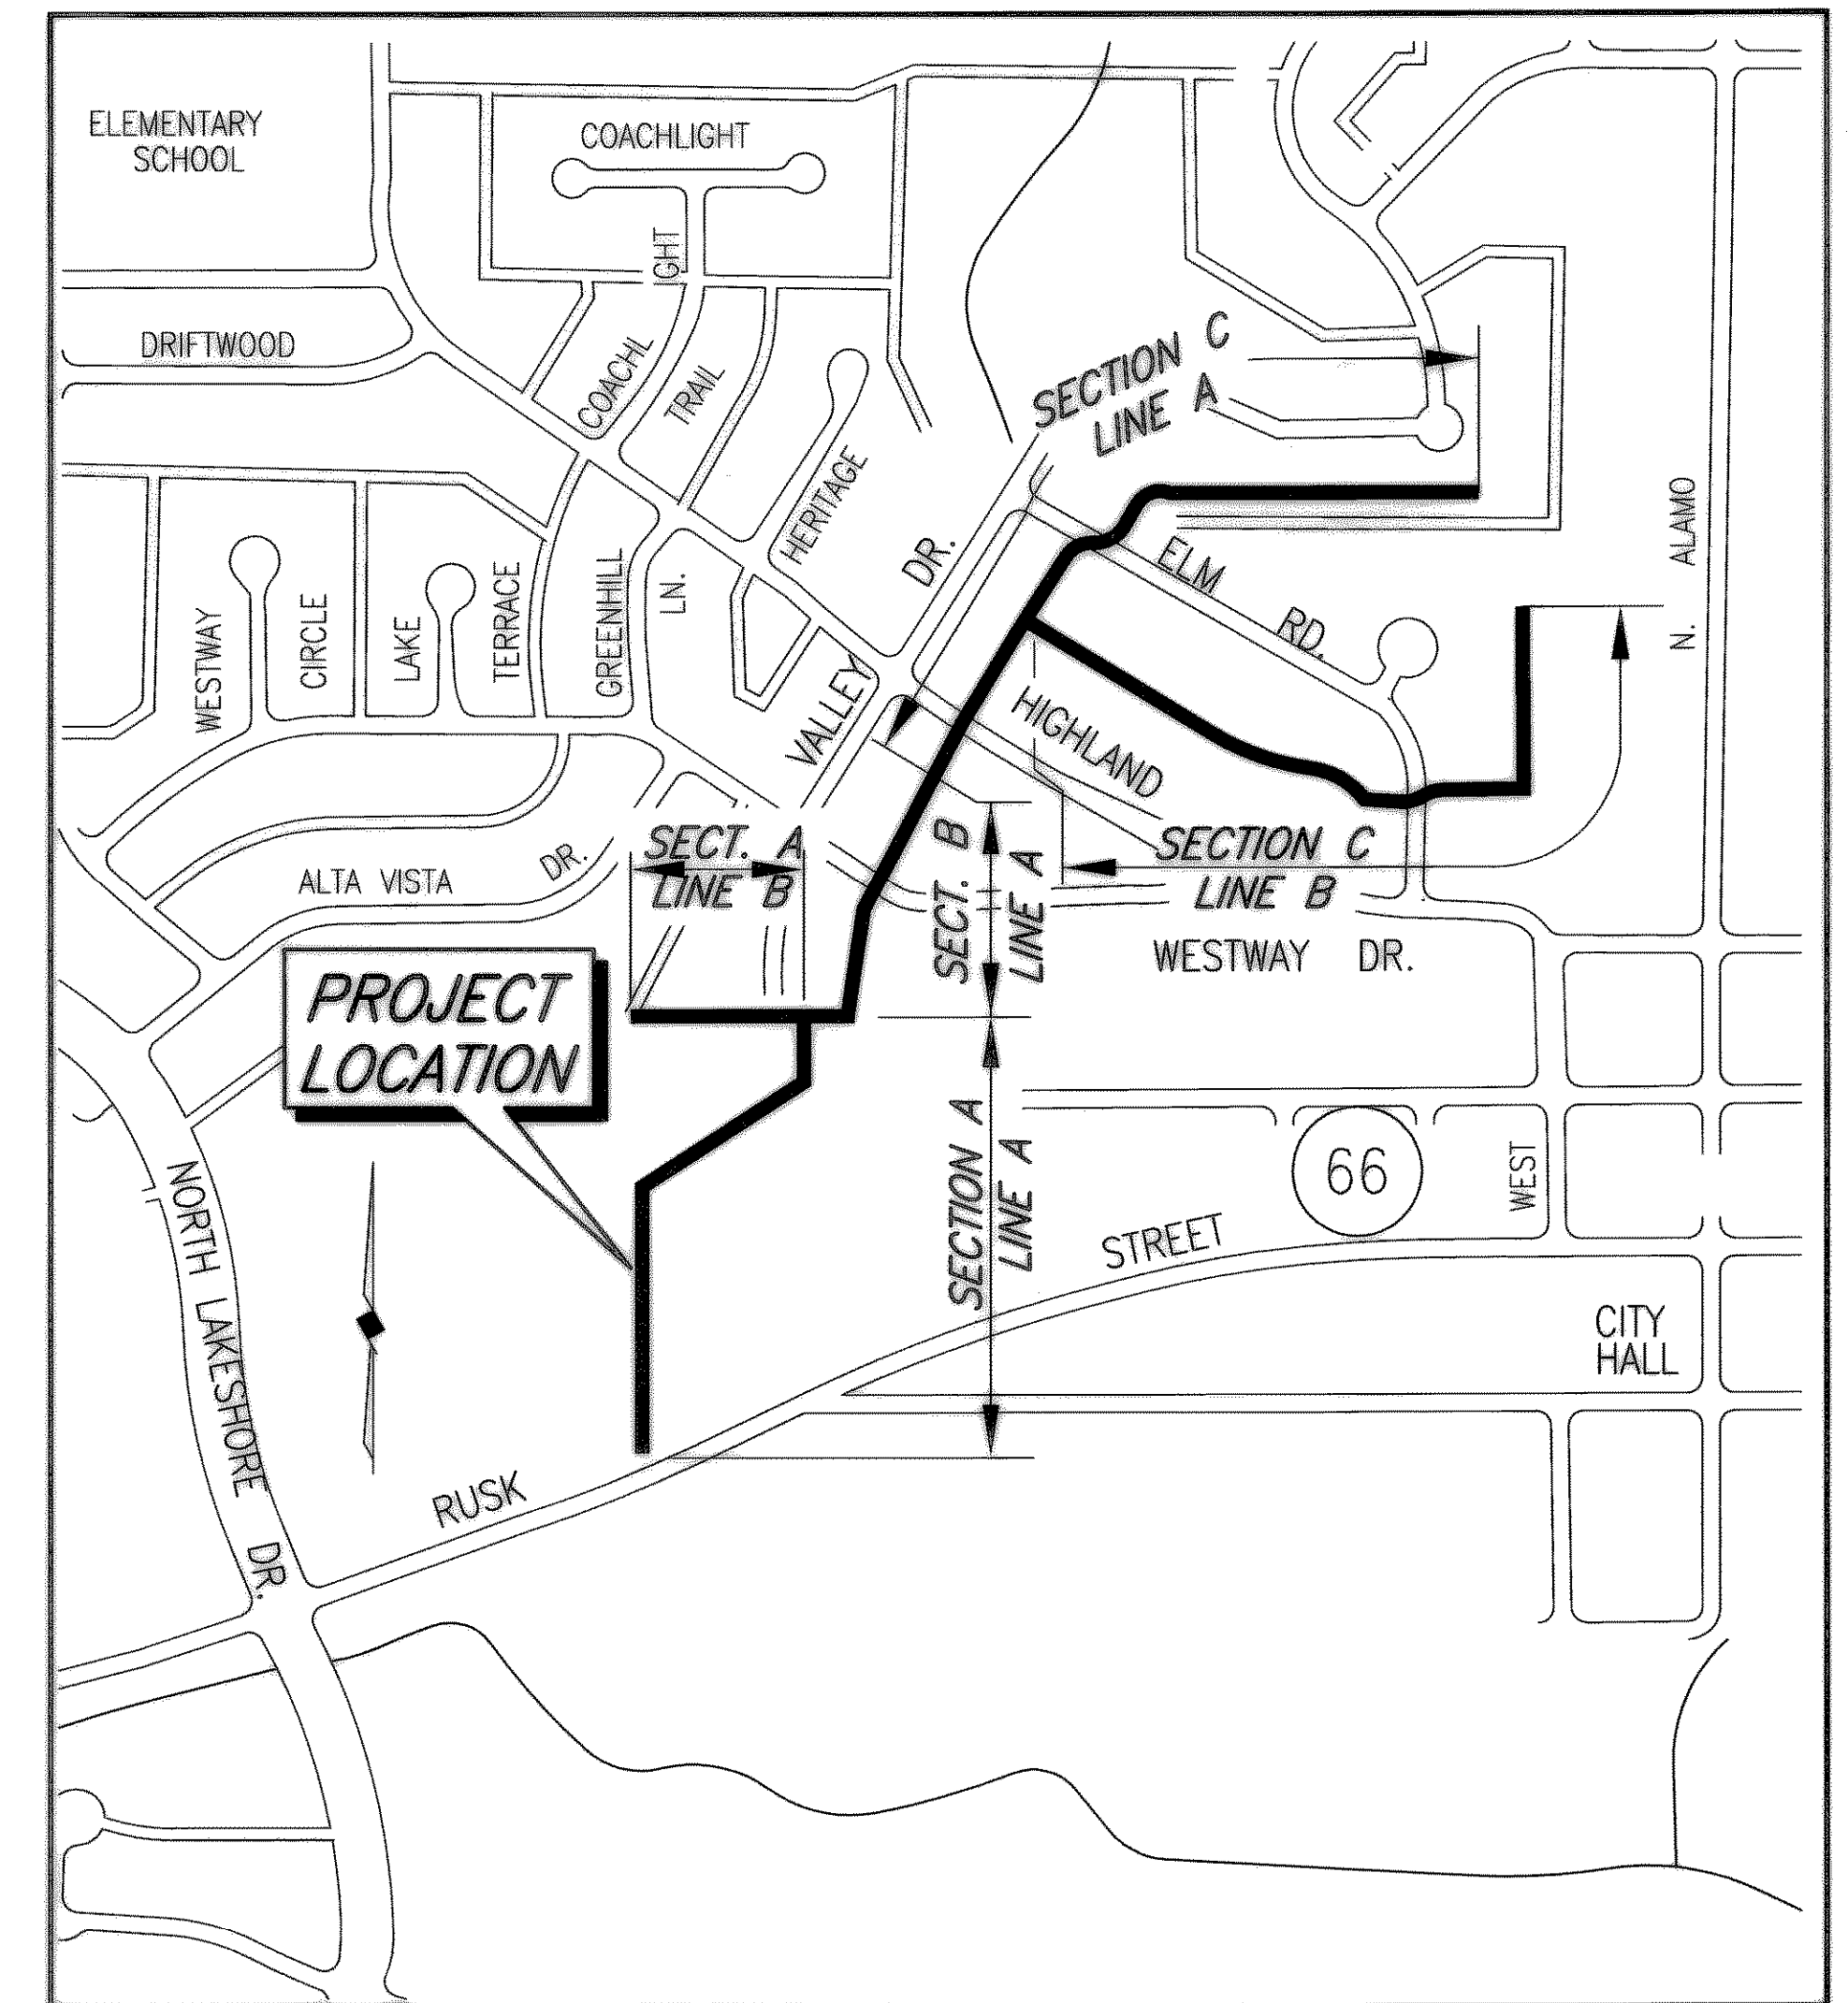 ELEMENTARY
SCHOOL
COACHLIGHT
DRIFTWOOD
COACHL
IGHT
TRAIL
HERITAGE
SECTION C
LINE A
DR.
VALLEY
ELM
RD.
N. ALAMO
WESTWAY
CIRCLE
LAKE
TERRACE
GREENHILL
LN.
HIGHLAND
ALTA VISTA
DR.
SECT. A
LINE B
SECT. B
LINE A
SECTION C
LINE B
WESTWAY DR.
PROJECT
LOCATION
SECTION A
LINE A
66
WEST
STREET
RUSK
CITY
HALL
NORTH LAKESHORE DR.